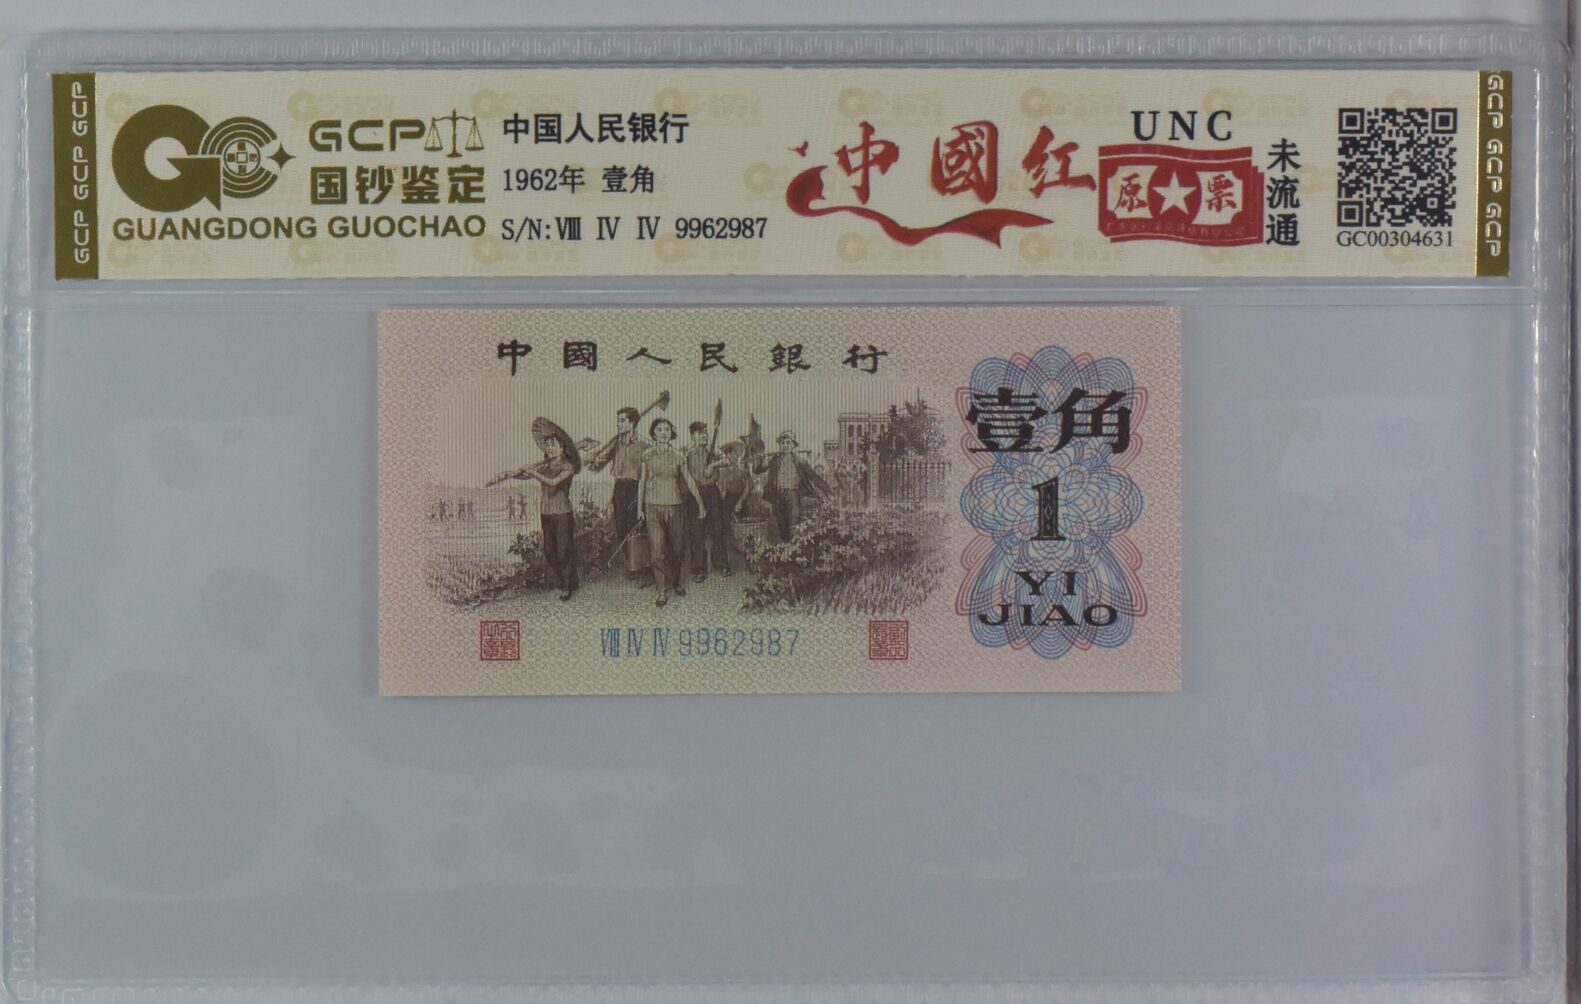 GCP GCP GCP
GCP
国钞鉴定
GUANGDONG GUOCHAO
中国人民银行
1962年 壹角
S/N: Ⅷ Ⅳ Ⅳ 9962987
中國红
UNC
原★票
未流通
GC00304631
GCP GCP GCP
中國人民銀行
壹角
1
YI
JIAO
Ⅷ Ⅳ Ⅳ 9962987